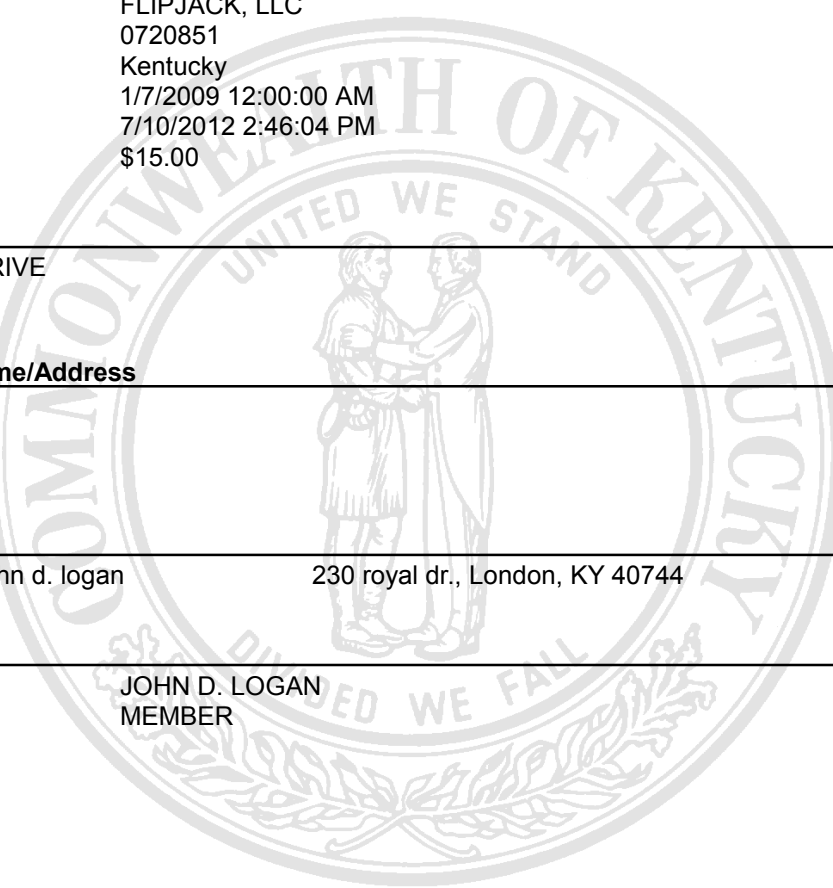 FLIPJACK, LLC
0720851
Kentucky
1/7/2009 12:00:00 AM
7/10/2012 2:46:04 PM
$15.00
COMMONWEALTH OF KENTUCKY
UNITED WE STAND
RIVE
me/Address
hn d. logan 230 royal dr., London, KY 40744
DIVIDED WE FALL
JOHN D. LOGAN
MEMBER